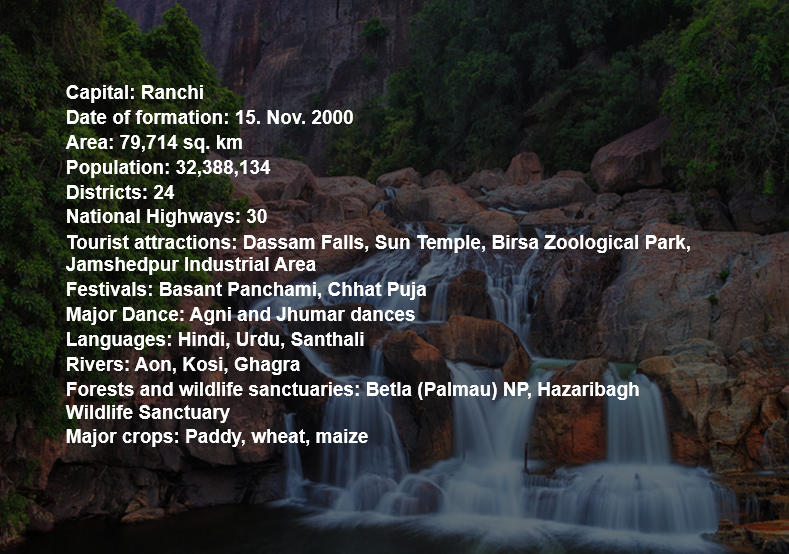 Capital: Ranchi
Date of formation: 15. Nov. 2000
Area: 79,714 sq. km
Population: 32,388,134
Districts: 24
National Highways: 30
Tourist attractions: Dassam Falls, Sun Temple, Birsa Zoological Park,
Jamshedpur Industrial Area
Festivals: Basant Panchami, Chhat Puja
Major Dance: Agni and Jhumar dances
Languages: Hindi, Urdu, Santhali
Rivers: Aon, Kosi, Ghagra
Forests and wildlife sanctuaries: Betla (Palmau) NP, Hazaribagh
Wildlife Sanctuary
Major crops: Paddy, wheat, maize